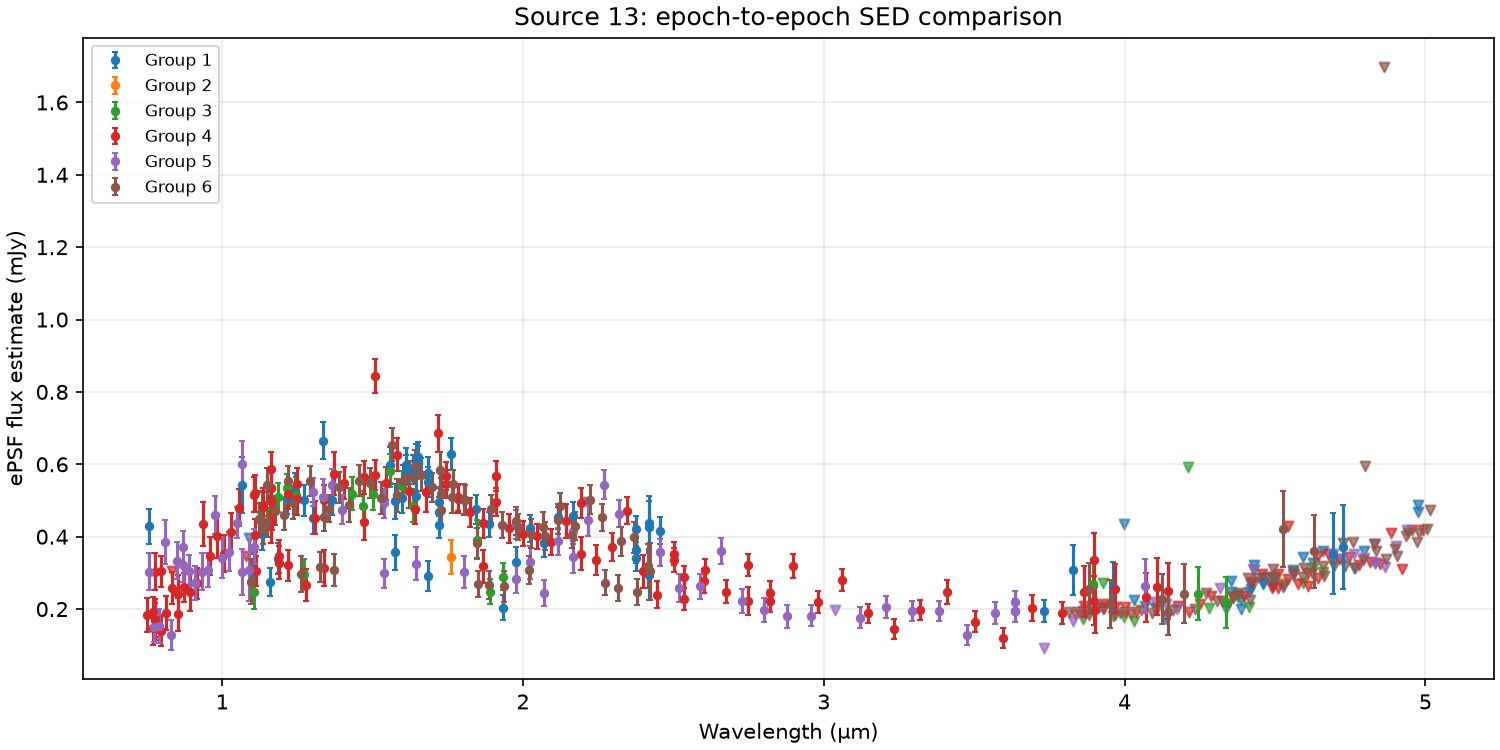 Source 13: epoch-to-epoch SED comparison
Group 1
Group 2
Group 3
Group 4
Group 5
Group 6
ePSF flux estimate (mJy)
1.6
1.4
1.2
1.0
0.8
0.6
0.4
0.2
1 2 3 4 5
Wavelength (μm)